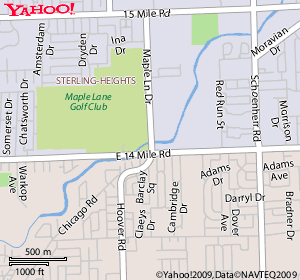 YAHOO!
15 Mile Rd
Moravian Dr
Amsterdam Dr
Dryden Dr
Ina Dr
Maple Ln Dr
STERLING-HEIGHTS
Maple Lane
Golf Club
Somerset Dr
Chatsworth Dr
Red Run St
Schoenherr Rd
Morrison Dr
E 14 Mile Rd
Warkop Ave
Chicago Rd
Hoover Rd
Claeys Dr
Barclay Sq
Cambridge Dr
Adams Dr
Adams Ave
Darryl Dr
Dover Ave
Bradner Dr
500 m
1000 ft
©Yahoo!2009,Data©NAVTEQ2009